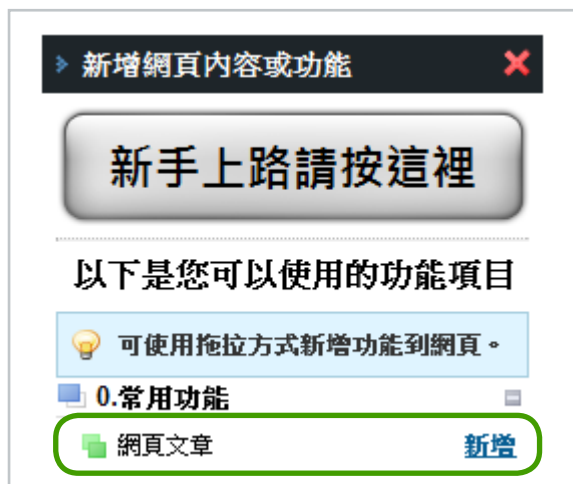 新增網頁內容或功能
新手上路請按這裡
以下是您可以使用的功能項目
可使用拖拉方式新增功能到網頁。
0.常用功能
網頁文章 新增